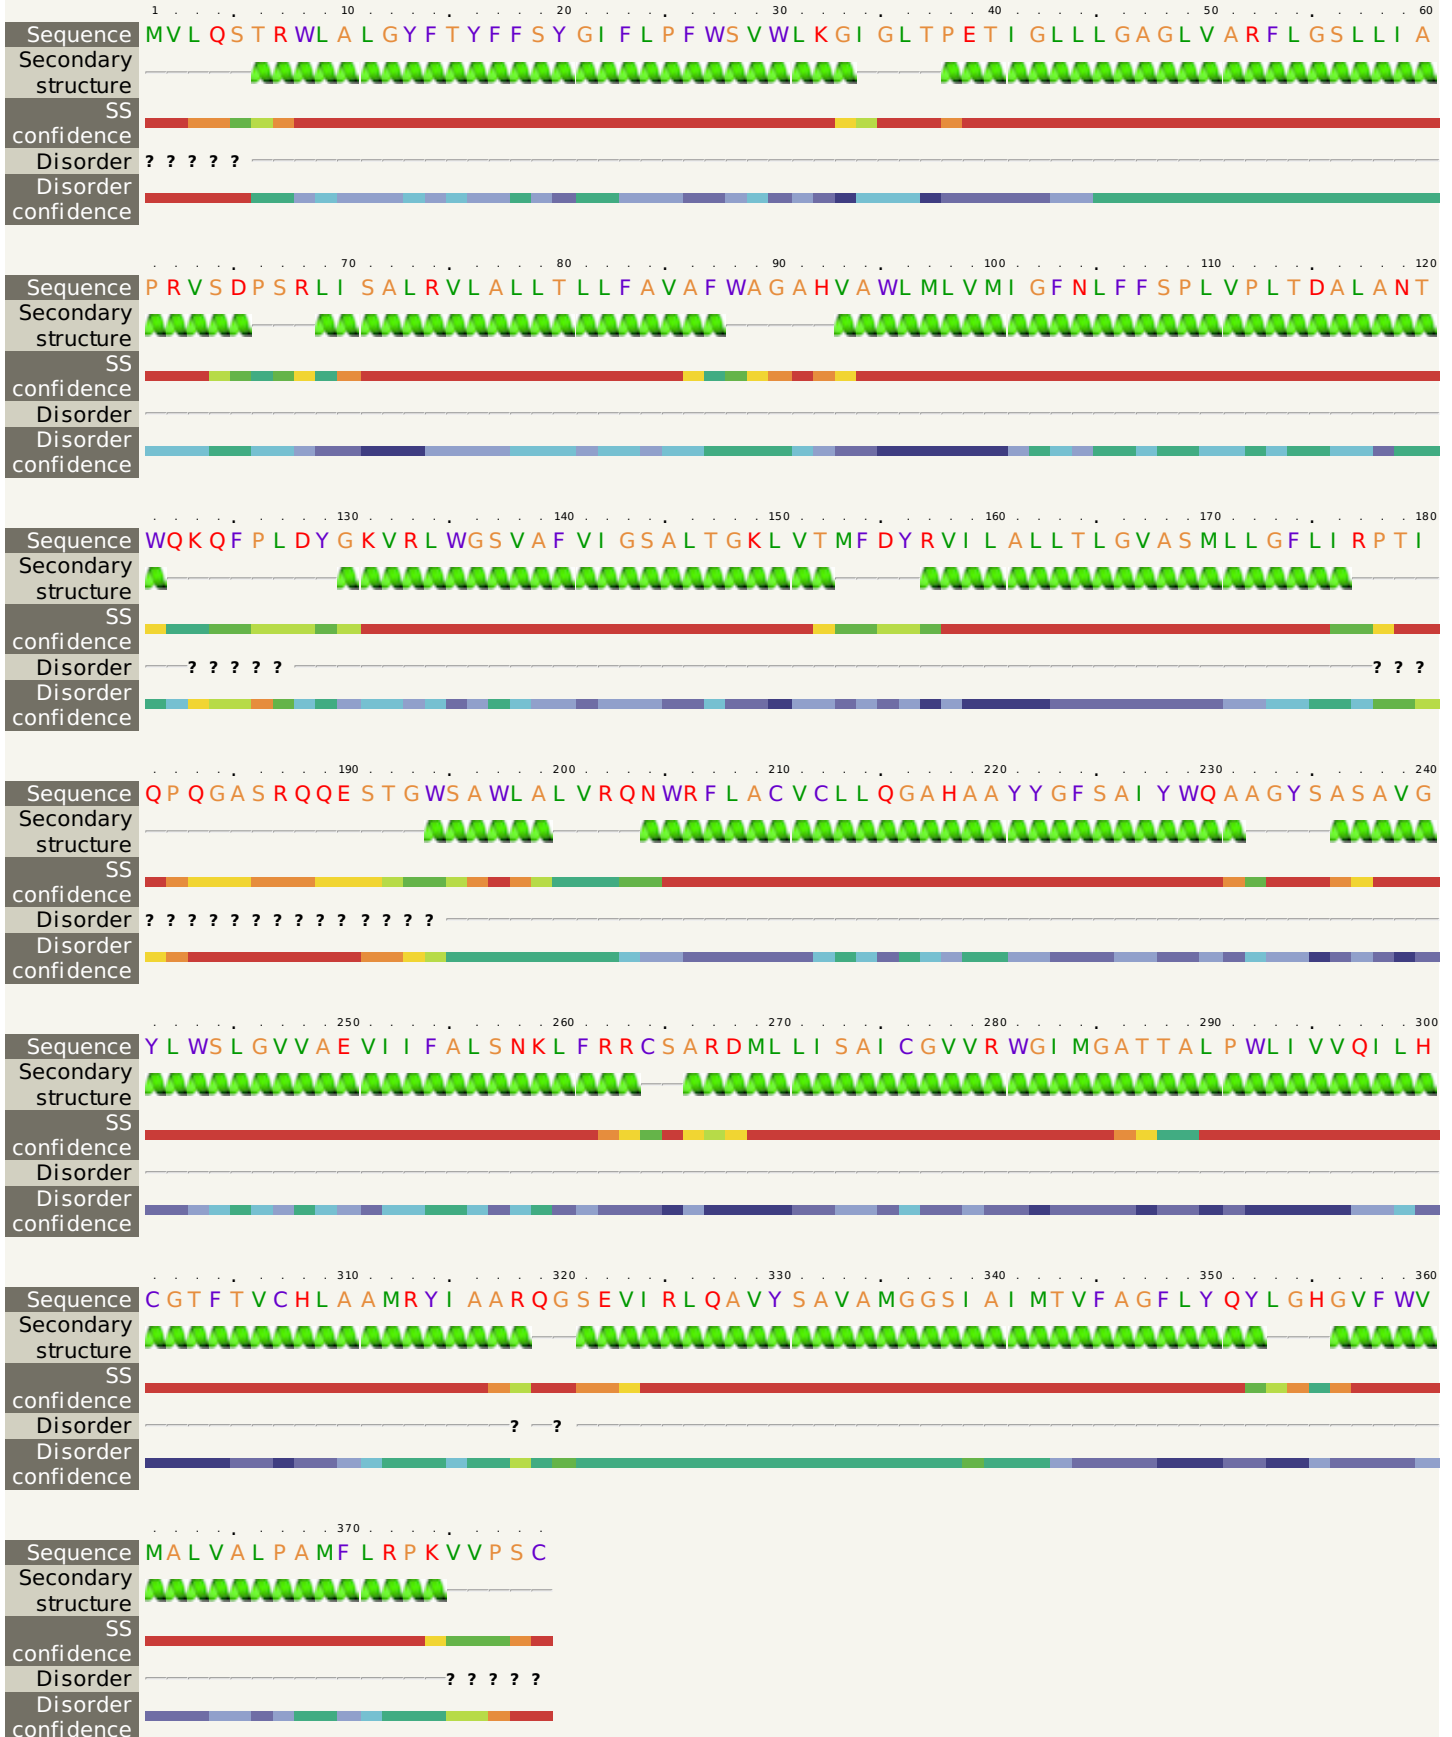 1 10 20 30 40 50 60
Sequence MVLQSTRWLALGYFTYFFSYGIFLPFWSVWLKGIGLTPETIGLLLGAGLVARFLGSLLIA
Secondary
structure
SS
confidence
Disorder ? ? ? ? ?
Disorder
confidence
70 80 90 100 110 120
Sequence PRVSDPSRLISALRVLALLTLLFAVAFWAGAHVAWLMLVMIGFNLFFSPLVPLTDALANT
Secondary
structure
SS
confidence
Disorder
Disorder
confidence
130 140 150 160 170 180
Sequence WQKQFPLDYGKVRLWGSVAFVIGSALTGKLVTMFDYRVILALLTLGVASMLLGFLIRPTI
Secondary
structure
SS
confidence
Disorder ? ? ? ? ? ? ? ?
Disorder
confidence
190 200 210 220 230 240
Sequence QPQGASRQQESTGWSAWLALVRQNWRFLACVCLLQGAHAAYYGFSAIYWQAAGYSASAVG
Secondary
structure
SS
confidence
Disorder ? ? ? ? ? ? ? ? ? ? ? ? ? ?
Disorder
confidence
250 260 270 280 290 300
Sequence YLWSLGVVAEVIIFALSNKLFRRCSARDMLLISAICGVVRWGIMGATTALPWLIVVQILH
Secondary
structure
SS
confidence
Disorder
Disorder
confidence
310 320 330 340 350 360
Sequence CGTFTVCHLAAMRYIAARQGSEVIRLQAVYSAVAMGGSIAIMTVFAGFLYQYLGHGVFWV
Secondary
structure
SS
confidence
Disorder ? ?
Disorder
confidence
370
Sequence MALVALPAMFLRPKVVPSC
Secondary
structure
SS
confidence
Disorder ? ? ? ? ?
Disorder
confidence